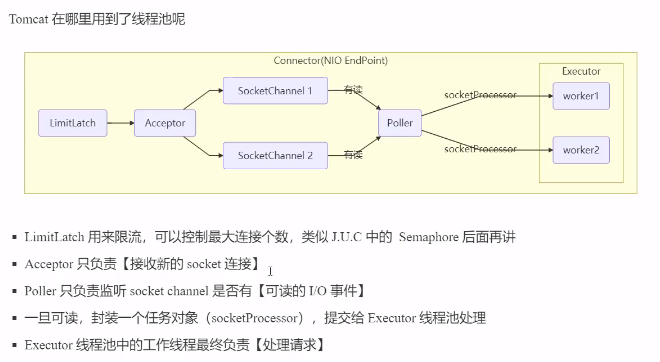 Tomcat 在哪里用到了线程池呢
Connector(NIO EndPoint)
Executor
LimitLatch
Acceptor
SocketChannel 1
有读
SocketChannel 2
有读
Poller
socketProcessor
worker1
socketProcessor
worker2
LimitLatch 用来限流，可以控制最大连接个数，类似 J.U.C 中的 Semaphore 后面再讲
Acceptor 只负责【接收新的 socket 连接】
Poller 只负责监听 socket channel 是否有【可读的 I/O 事件】
一旦可读，封装一个任务对象（socketProcessor），提交给 Executor 线程池处理
Executor 线程池中的工作线程最终负责【处理请求】